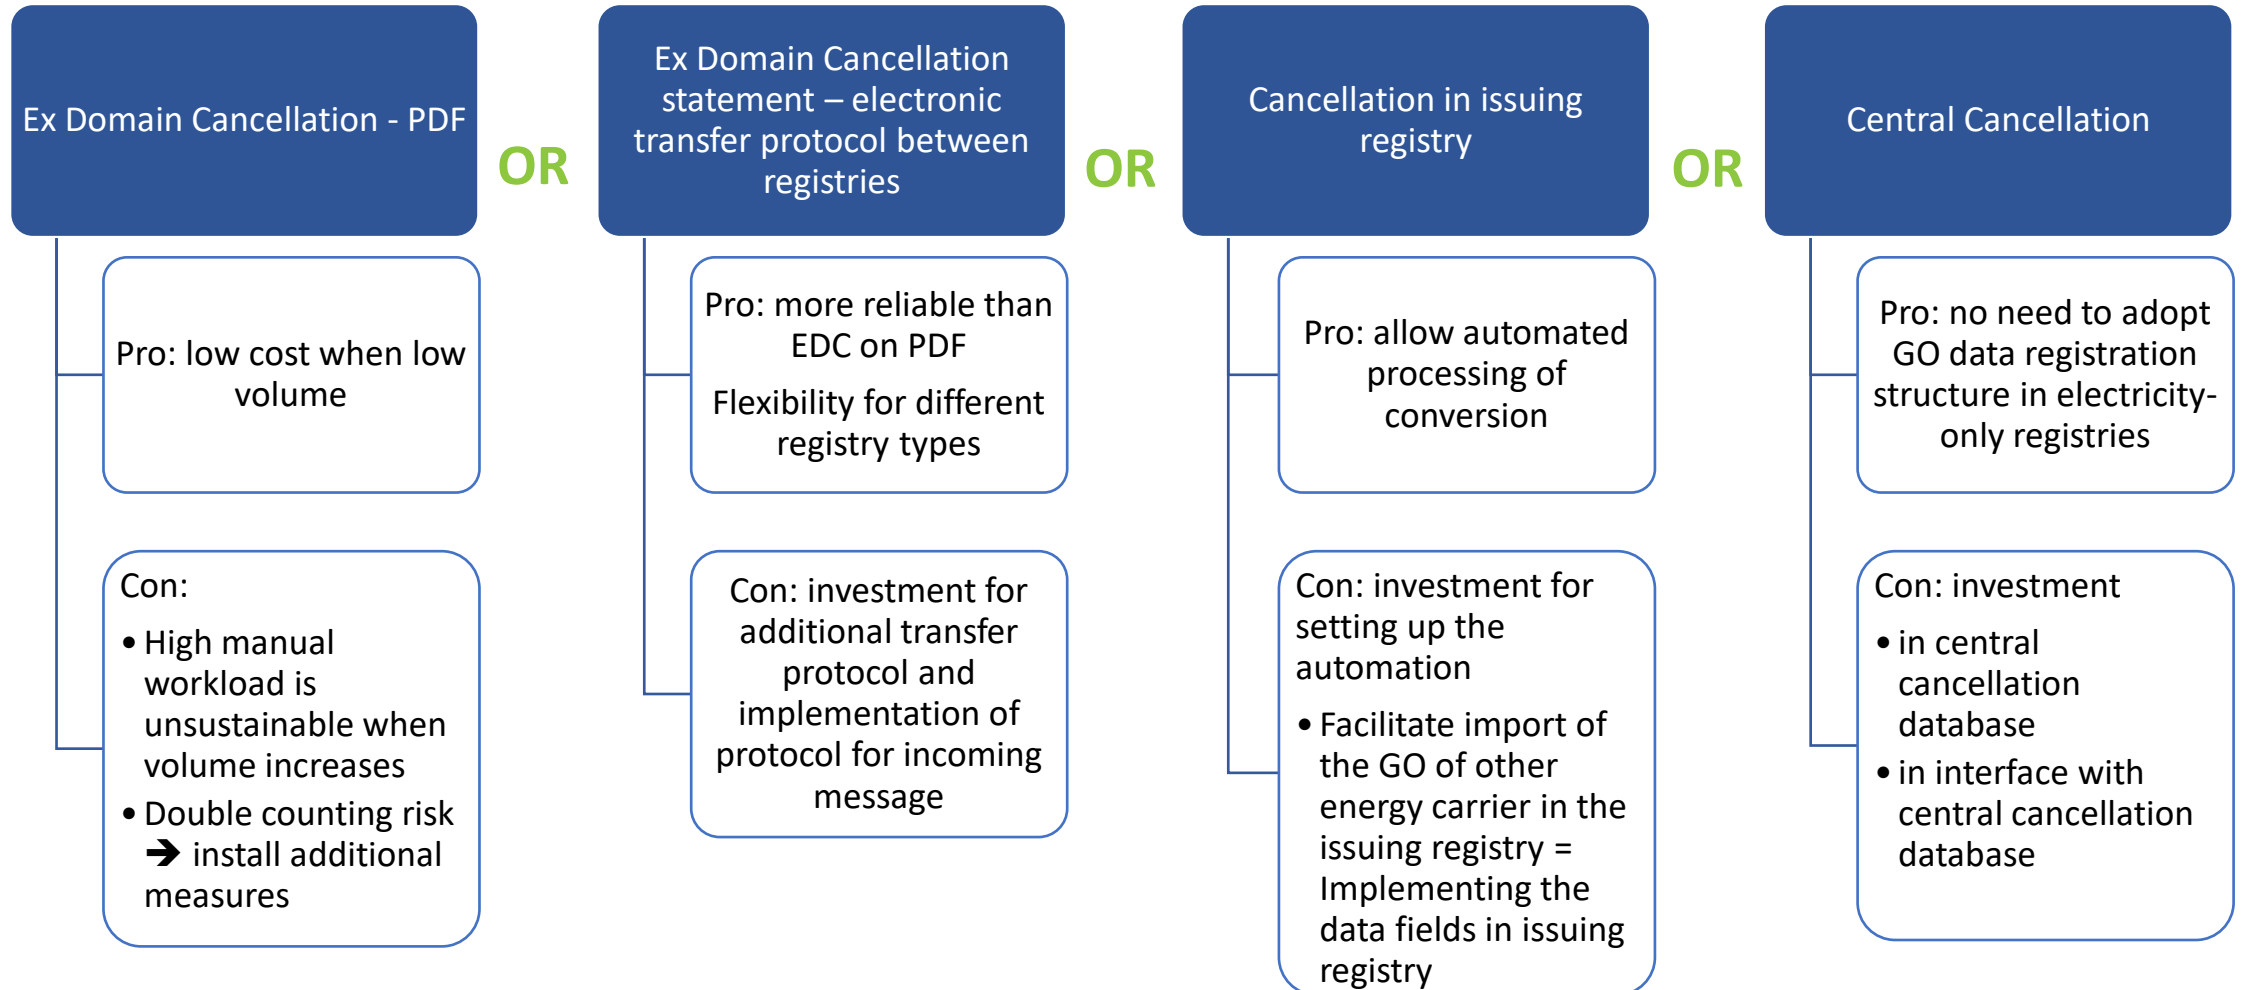 Ex Domain Cancellation - PDF
OR
Ex Domain Cancellation
statement – electronic
transfer protocol between
registries
OR
Cancellation in issuing
registry
OR
Central Cancellation
Pro: low cost when low
volume
Pro: more reliable than
EDC on PDF
Flexibility for different
registry types
Pro: allow automated
processing of
conversion
Pro: no need to adopt
GO data registration
structure in electricity-
only registries
Con:
• High manual
workload is
unsustainable when
volume increases
• Double counting risk
➔ install additional
measures
Con: investment for
additional transfer
protocol and
implementation of
protocol for incoming
message
Con: investment for
setting up the
automation
• Facilitate import of
the GO of other
energy carrier in the
issuing registry =
Implementing the
data fields in issuing
registry
Con: investment
• in central
cancellation
database
• in interface with
central cancellation
database